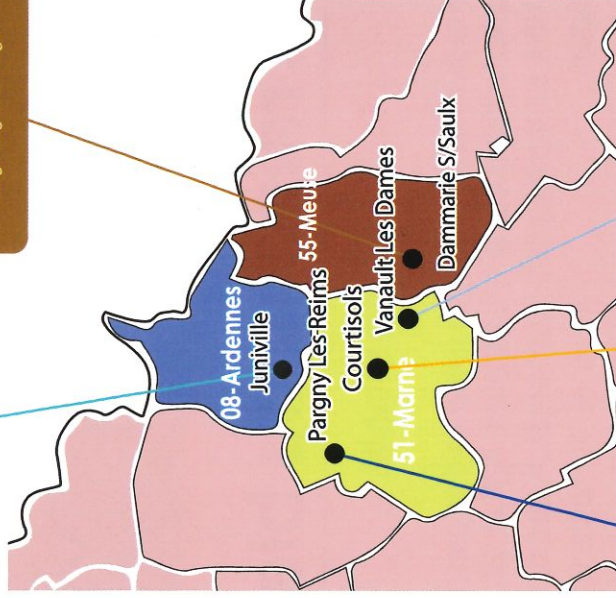 08-Ardennes
Juniville
55-Meuse
Pargny Les-Reims
Courtisols
Vanault Les Dames
Dammarie S/Saulx
51-Marne